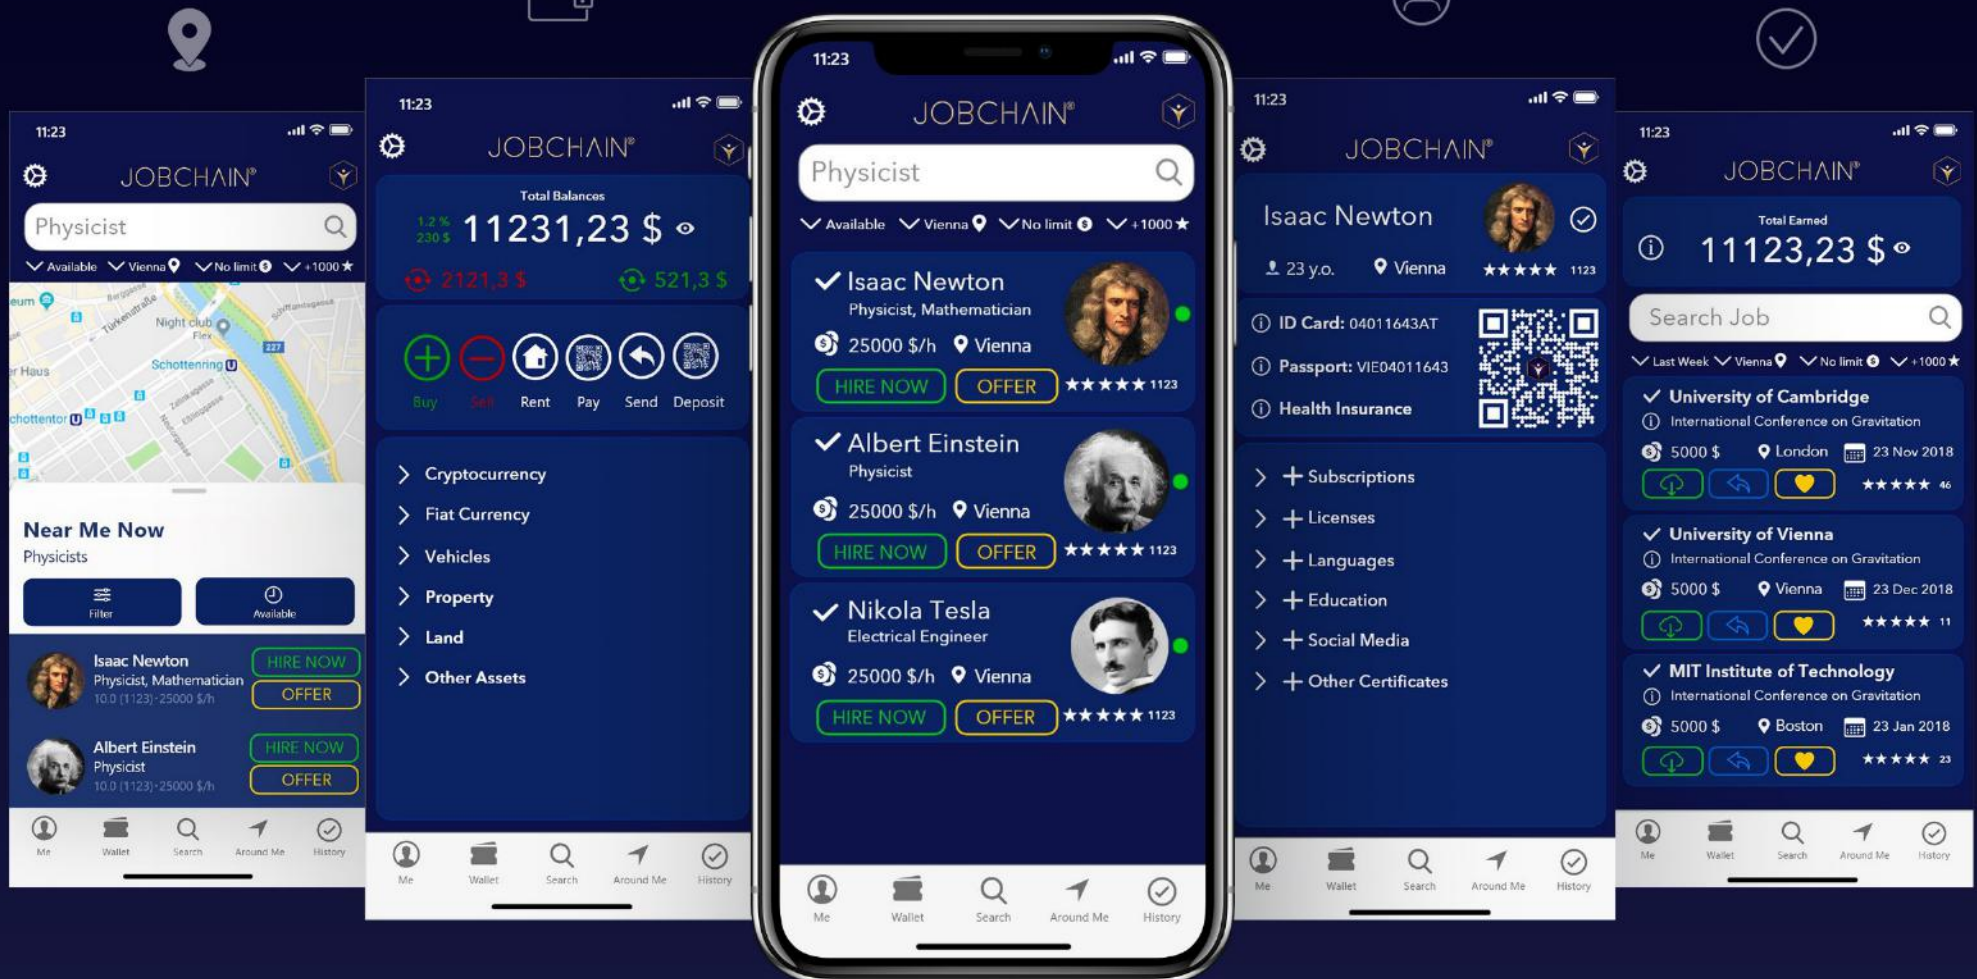 11:23
JOBCHAIN®
Physicist
Available Vienna No limit +1000
eum
Türkenstraße
Night club
Flex
227
er Haus
Schottenring U
chottentor U
Near Me Now
Physicists
Filter
Available
Isaac Newton
Physicist, Mathematician
10.0 (1123)-25000 $/h
HIRE NOW
OFFER
Albert Einstein
Physicist
10.0 (1123)-25000 $/h
HIRE NOW
OFFER
Me Wallet Search Around Me History
11:23
JOBCHAIN®
Total Balances
1.2 %
230 $
11231,23 $
2121,3 $ 521,3 $
Buy Sell Rent Pay Send Deposit
Cryptocurrency
Fiat Currency
Vehicles
Property
Land
Other Assets
Me Wallet Search Around Me History
11:23
JOBCHAIN®
Physicist
Available Vienna No limit +1000
Isaac Newton
Physicist, Mathematician
25000 $/h Vienna
HIRE NOW OFFER 1123
Albert Einstein
Physicist
25000 $/h Vienna
HIRE NOW OFFER 1123
Nikola Tesla
Electrical Engineer
25000 $/h Vienna
HIRE NOW OFFER 1123
Me Wallet Search Around Me History
11:23
JOBCHAIN®
Isaac Newton
23 y.o. Vienna 1123
ID Card: 04011643AT
Passport: VIE04011643
Health Insurance
Subscriptions
Licenses
Languages
Education
Social Media
Other Certificates
Me Wallet Search Around Me History
11:23
JOBCHAIN®
Total Earned
11123,23 $
Search Job
Last Week Vienna No limit +1000
University of Cambridge
International Conference on Gravitation
5000 $ London 23 Nov 2018
46
University of Vienna
International Conference on Gravitation
5000 $ Vienna 23 Dec 2018
11
MIT Institute of Technology
International Conference on Gravitation
5000 $ Boston 23 Jan 2018
23
Me Wallet Search Around Me History